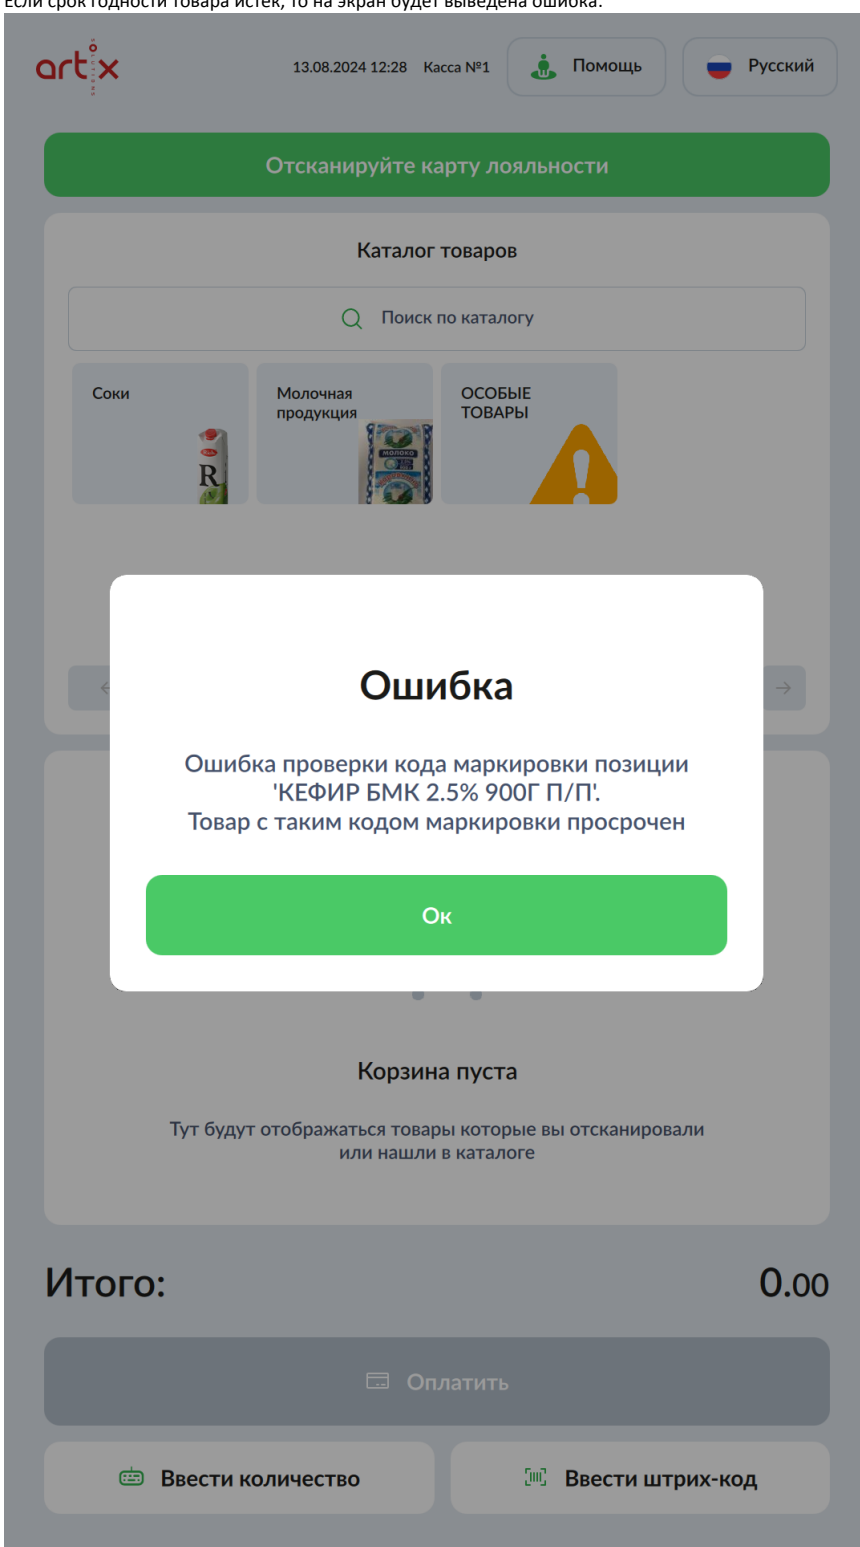 Если срок годности товара истек, то на экран будет выведена ошибка:
artix
13.08.2024 12:28 Касса №1 Помощь Русский
Отсканируйте карту лояльности
Каталог товаров
Поиск по каталогу
Соки
Молочная
продукция
ОСОБЫЕ
ТОВАРЫ
R
МОЛОКО
Ошибка
Ошибка проверки кода маркировки позиции
'КЕФИР БМК 2.5% 900Г П/П'.
Товар с таким кодом маркировки просрочен
Ок
Корзина пуста
Тут будут отображаться товары которые вы отсканировали
или нашли в каталоге
Итого: 0.00
Оплатить
Ввести количество Ввести штрих-код